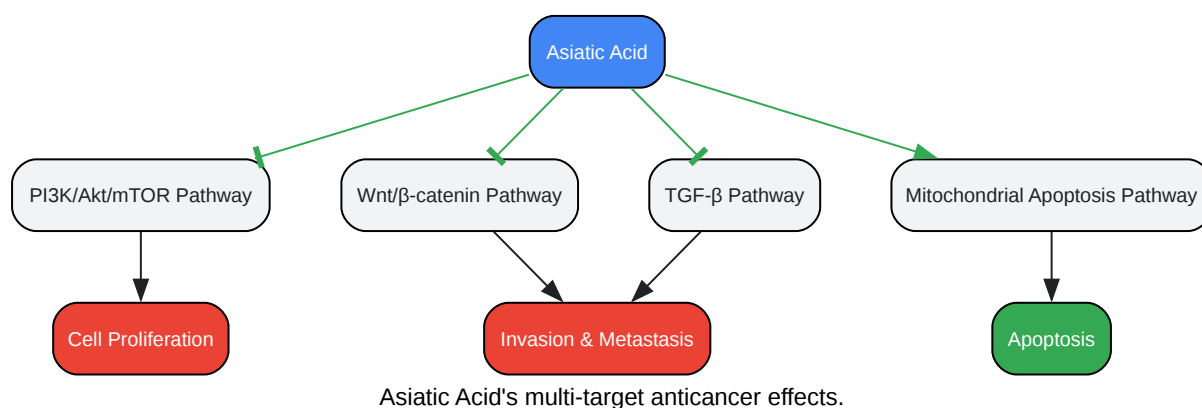 Asiatic Acid
PI3K/Akt/mTOR Pathway
Wnt/β-catenin Pathway
TGF-β Pathway
Mitochondrial Apoptosis Pathway
Cell Proliferation
Invasion & Metastasis
Apoptosis
Asiatic Acid's multi-target anticancer effects.